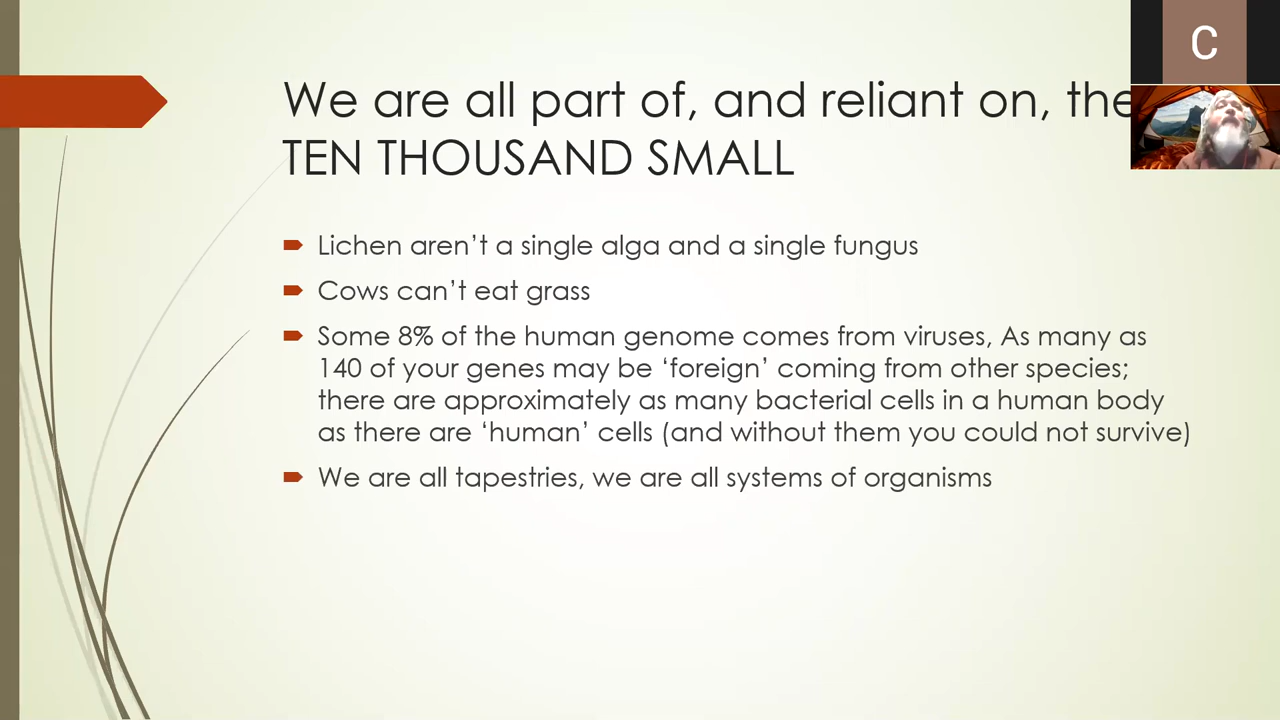 C
We are all part of, and reliant on, the
TEN THOUSAND SMALL
Lichen aren’t a single alga and a single fungus
Cows can’t eat grass
Some 8% of the human genome comes from viruses, As many as
140 of your genes may be ‘foreign’ coming from other species;
there are approximately as many bacterial cells in a human body
as there are ‘human’ cells (and without them you could not survive)
We are all tapestries, we are all systems of organisms